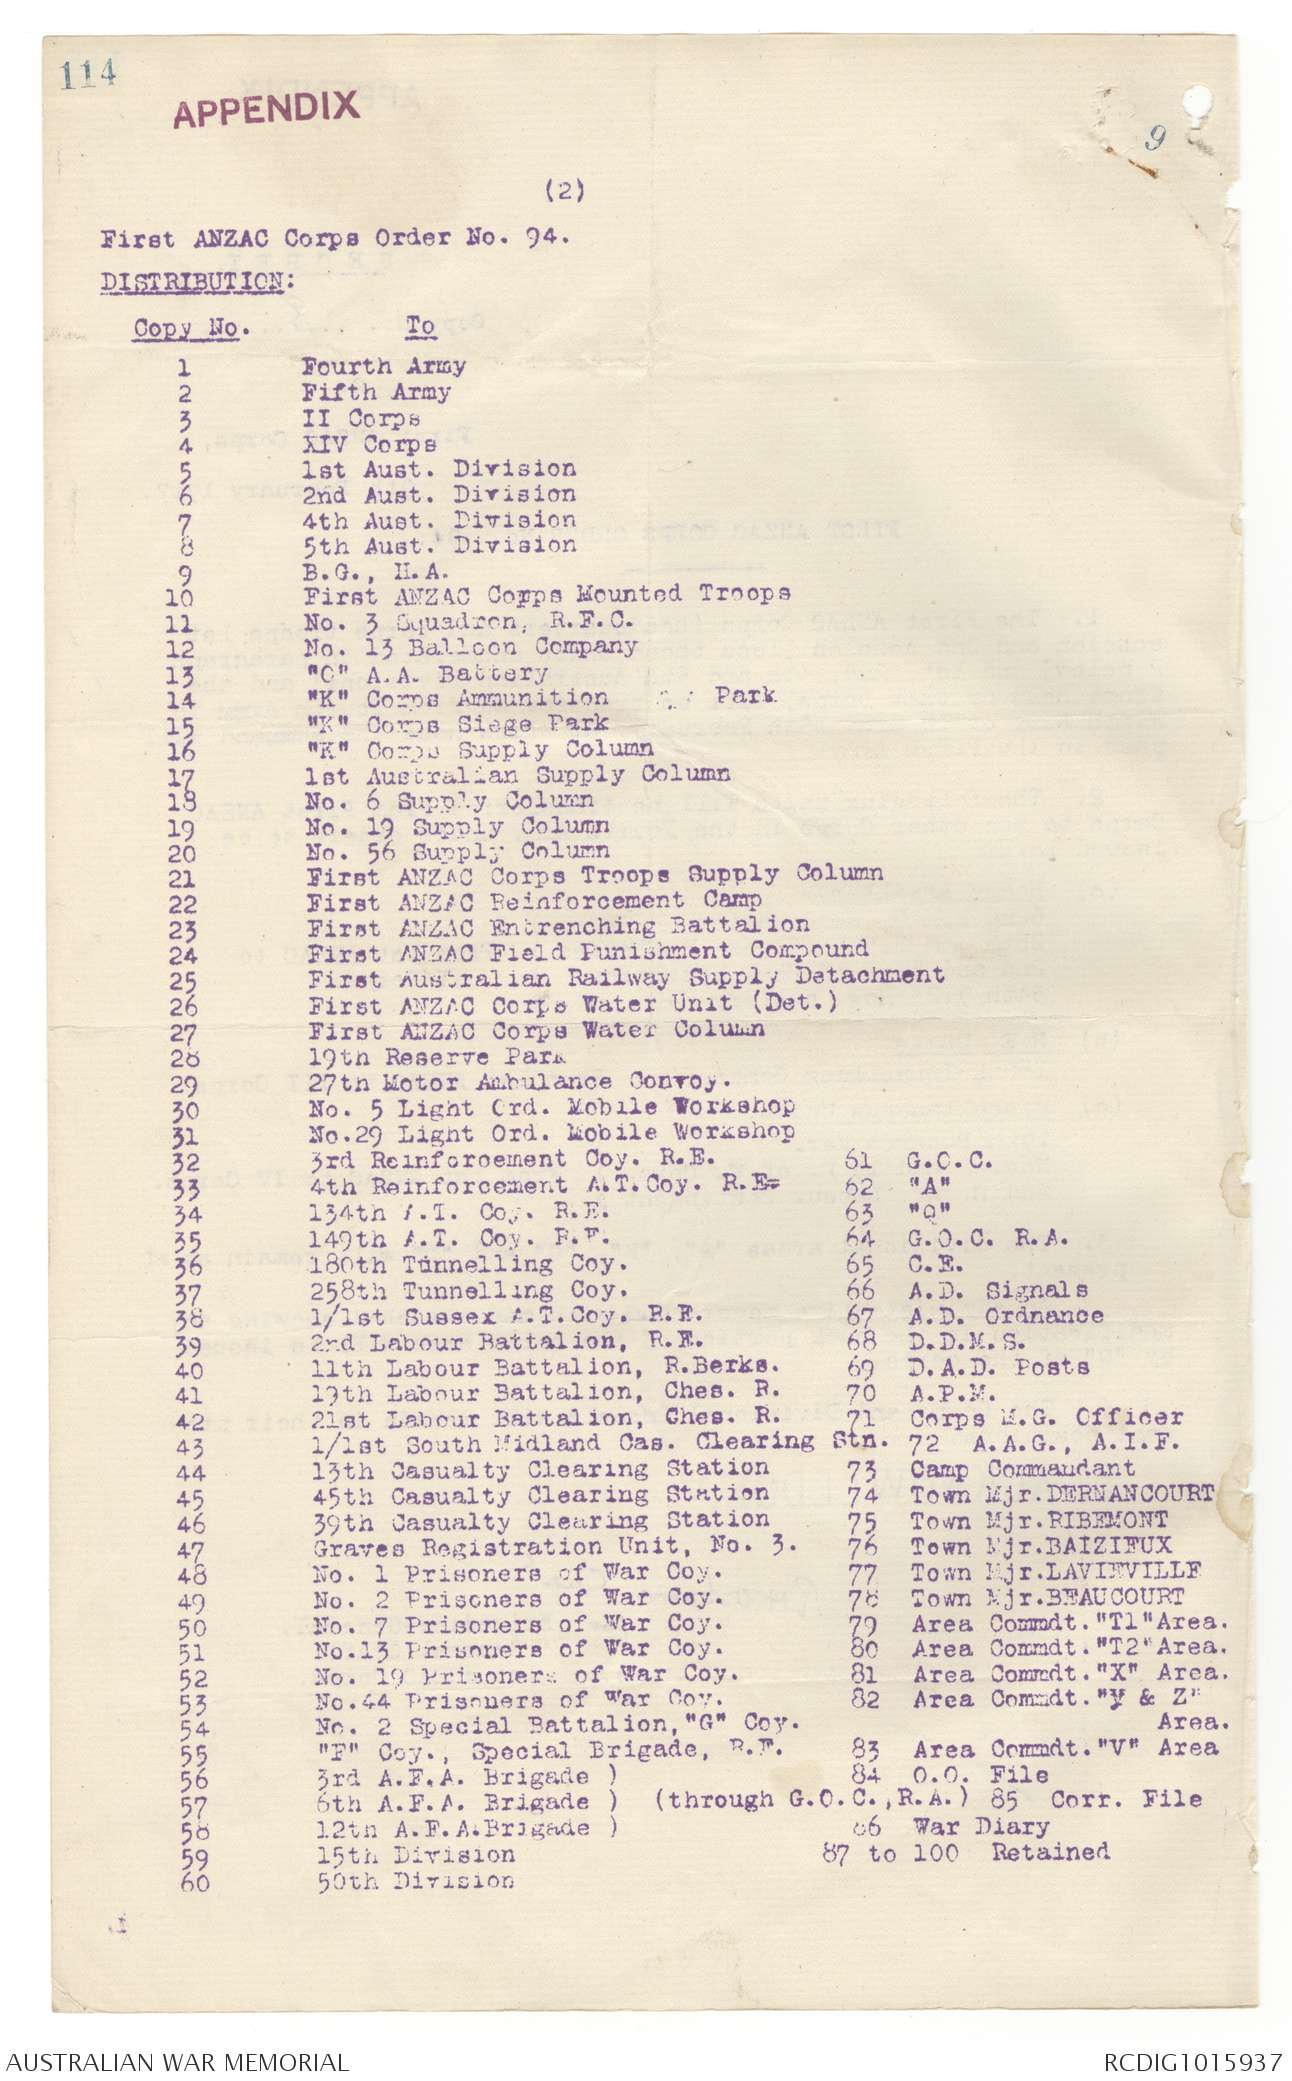 114
APPENDIX
9
(2)
First ANZAC Corps Order No. 94.
DISTRIBUTION:
Copy No. To
1 Fourth Army
2 Fifth Army
3 II Corps
4 XIV Corps
5 1st Aust. Division
6 2nd Aust. Division
7 4th Aust. Division
8 5th Aust. Division
9 B.G., H.A.
10 First ANZAC Corps Mounted Troops
11 No. 3 Squadron, R.F.C.
12 No. 13 Balloon Company
13 "C" A.A. Battery
14 "K" Corps Ammunition Park
15 "K" Corps Siege Park
16 "K" Corps Supply Column
17 1st Australian Supply Column
18 No. 6 Supply Column
19 No. 19 Supply Column
20 No. 56 Supply Column
21 First ANZAC Corps Troops Supply Column
22 First ANZAC Reinforcement Camp
23 First ANZAC Entrenching Battalion
24 First ANZAC Field Punishment Compound
25 First Australian Railway Supply Detachment
26 First ANZAC Corps Water Unit (Det.)
27 First ANZAC Corps Water Column
28 19th Reserve Park
29 27th Motor Ambulance Convoy.
30 No. 5 Light Ord. Mobile Workshop
31 No.29 Light Ord. Mobile Workshop
32 3rd Reinforcement Coy. R.E. 61 G.O.C.
33 4th Reinforcement A.T.Coy. R.E= 62 "A"
34 134th A.T. Coy. R.E. 63 "Q"
35 149th A.T. Coy. R.E. 64 G.O.C. R.A.
36 180th Tunnelling Coy. 65 C.E.
37 258th Tunnelling Coy. 66 A.D. Signals
38 1/1st Sussex A.T.Coy. R.E. 67 A.D. Ordnance
39 2nd Labour Battalion, R.E. 68 D.D.M.S.
40 11th Labour Battalion, R.Berks. 69 D.A.D. Posts
41 19th Labour Battalion, Ches. R. 70 A.P.M.
42 21st Labour Battalion, Ches. R. 71 Corps M.G. Officer
43 1/1st South Midland Cas. Clearing Stn. 72 A.A.G., A.I.F.
44 13th Casualty Clearing Station 73 Camp Commandant
45 45th Casualty Clearing Station 74 Town Mjr.DERNANCOURT
46 39th Casualty Clearing Station 75 Town Mjr.RIBEMONT
47 Graves Registration Unit, No. 3. 76 Town Mjr.BAIZIEUX
48 No. 1 Prisoners of War Coy. 77 Town Mjr.LAVIEVILLE
49 No. 2 Prisoners of War Coy. 78 Town Mjr.BEAUCOURT
50 No. 7 Prisoners of War Coy. 79 Area Commdt."T1"Area.
51 No.13 Prisoners of War Coy. 80 Area Commdt."T2"Area.
52 No. 19 Prisoners of War Coy. 81 Area Commdt."X" Area.
53 No.44 Prisoners of War Coy. 82 Area Commdt."Y & Z"
54 No. 2 Special Battalion,"G" Coy. Area.
55 "F" Coy., Special Brigade, R.E. 83 Area Commdt."V" Area
56 3rd A.F.A. Brigade ) 84 O.O. File
57 6th A.F.A. Brigade ) (through G.O.C.,R.A.) 85 Corr. File
58 12th A.F.A.Brigade ) 86 War Diary
59 15th Division 87 to 100 Retained
60 50th Division
AUSTRALIAN WAR MEMORIAL RCDIG1015937